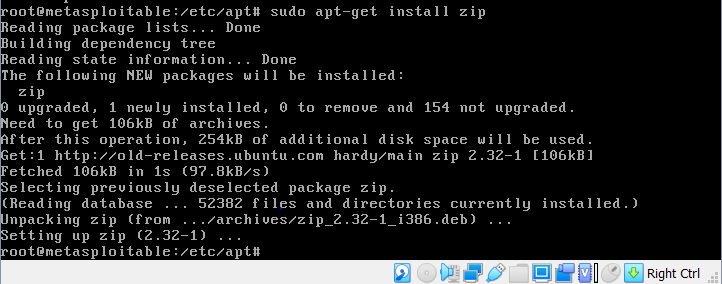 root@metasploitable:/etc/apt# sudo apt-get install zip
Reading package lists... Done
Building dependency tree
Reading state information... Done
The following NEW packages will be installed:
  zip
0 upgraded, 1 newly installed, 0 to remove and 154 not upgraded.
Need to get 106kB of archives.
After this operation, 254kB of additional disk space will be used.
Get:1 http://old-releases.ubuntu.com hardy/main zip 2.32-1 [106kB]
Fetched 106kB in 1s (97.8kB/s)
Selecting previously deselected package zip.
(Reading database ... 52382 files and directories currently installed.)
Unpacking zip (from .../archives/zip_2.32-1_i386.deb) ...
Setting up zip (2.32-1) ...
root@metasploitable:/etc/apt#
Right Ctrl